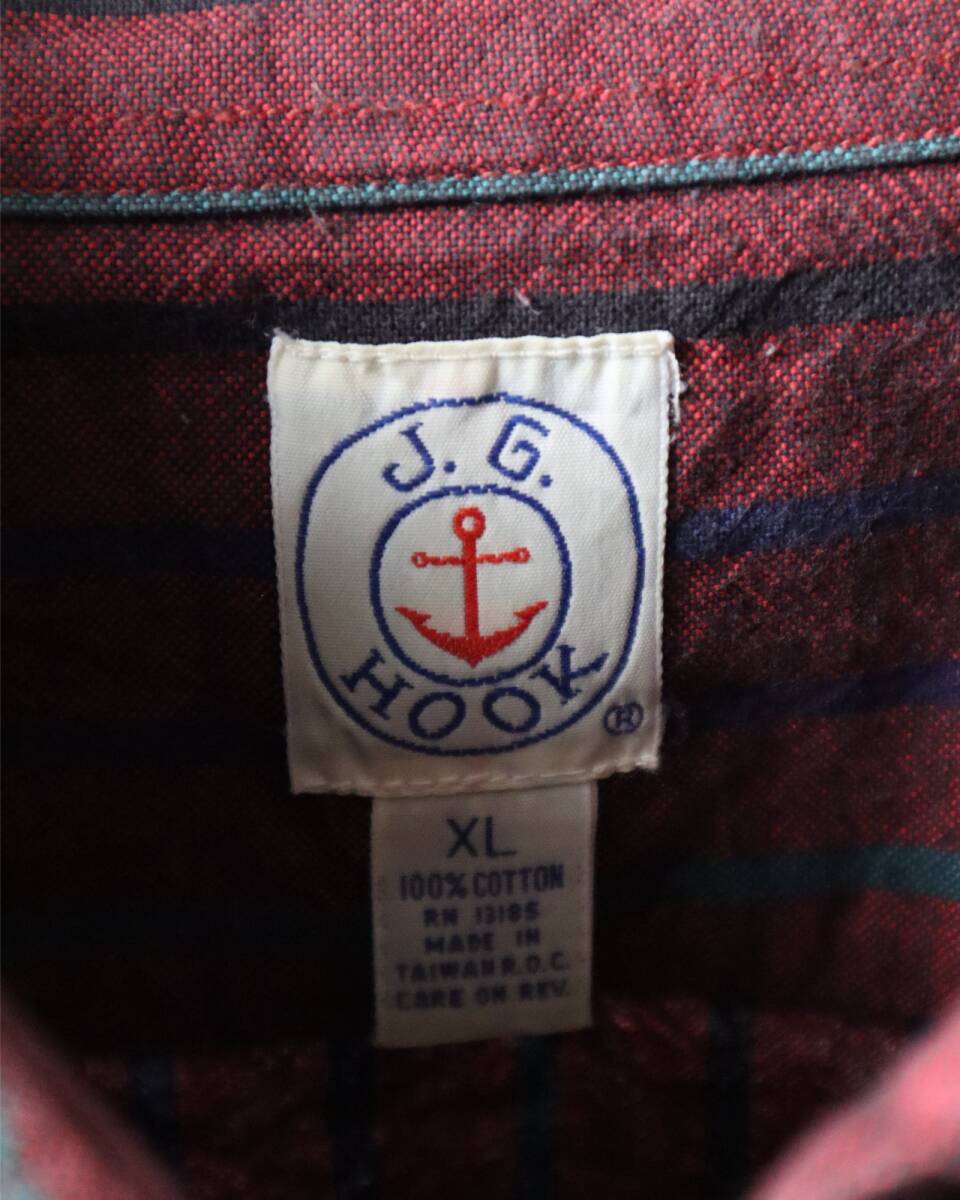 J. G.
HOOK
®
XL
100% COTTON
RN 13185
MADE IN
TAIWAN R.O.C.
CARE ON REV.